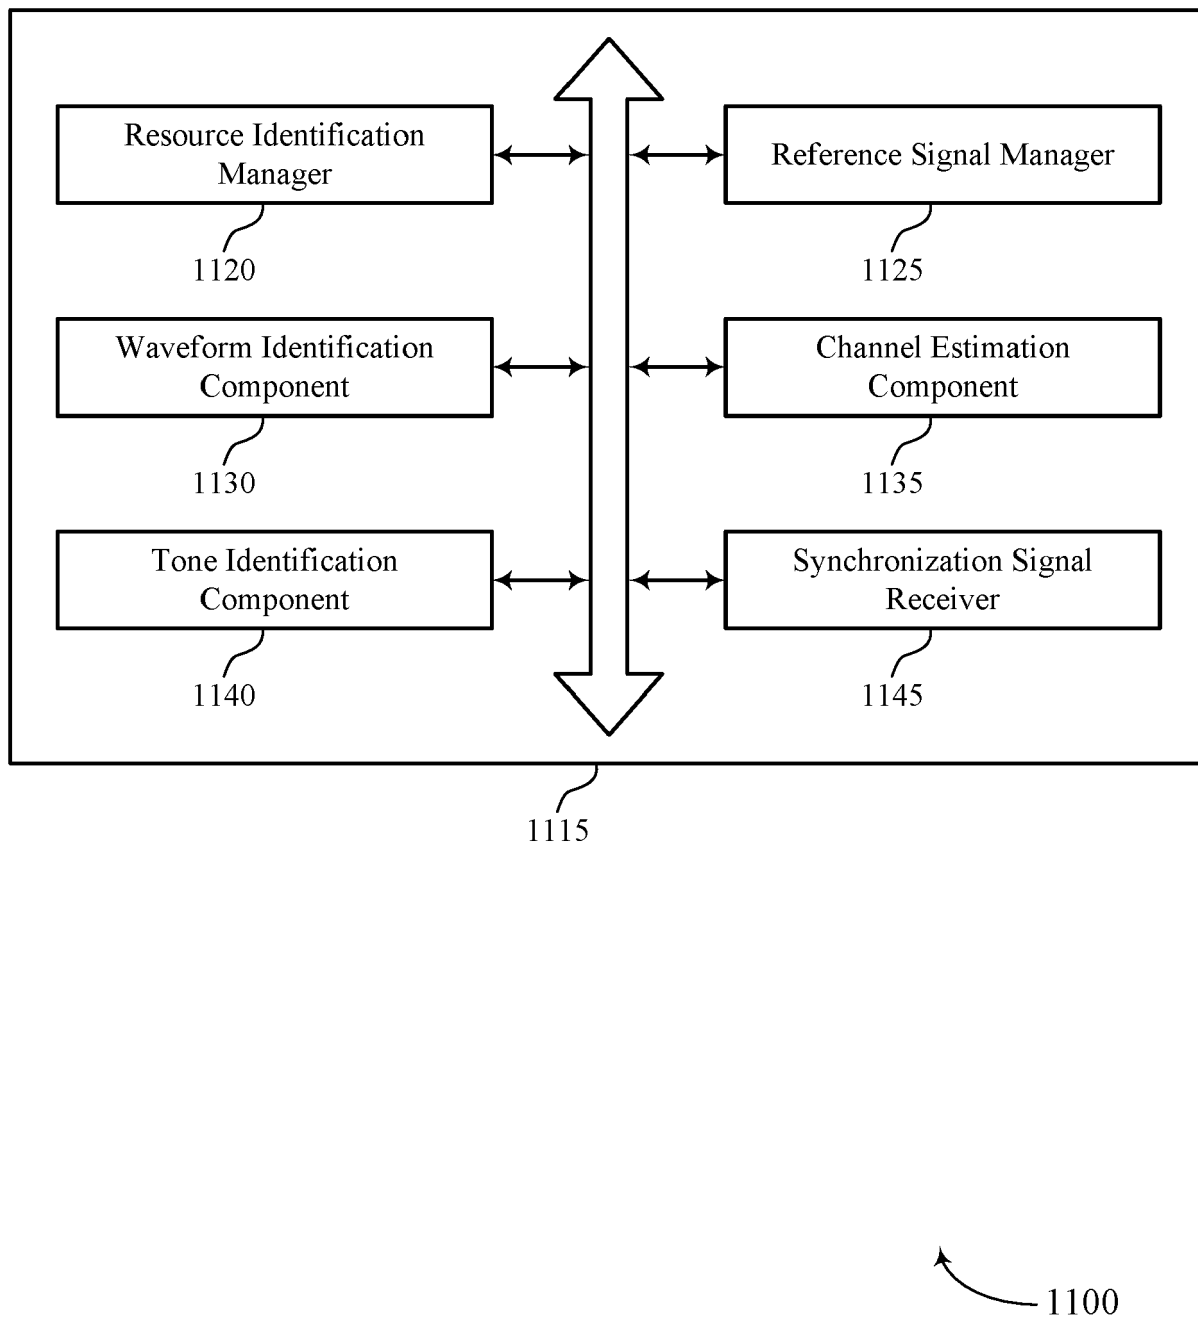 Resource Identification
Manager
1120
Reference Signal Manager
1125
Waveform Identification
Component
1130
Channel Estimation
Component
1135
Tone Identification
Component
1140
Synchronization Signal
Receiver
1145
1115
1100